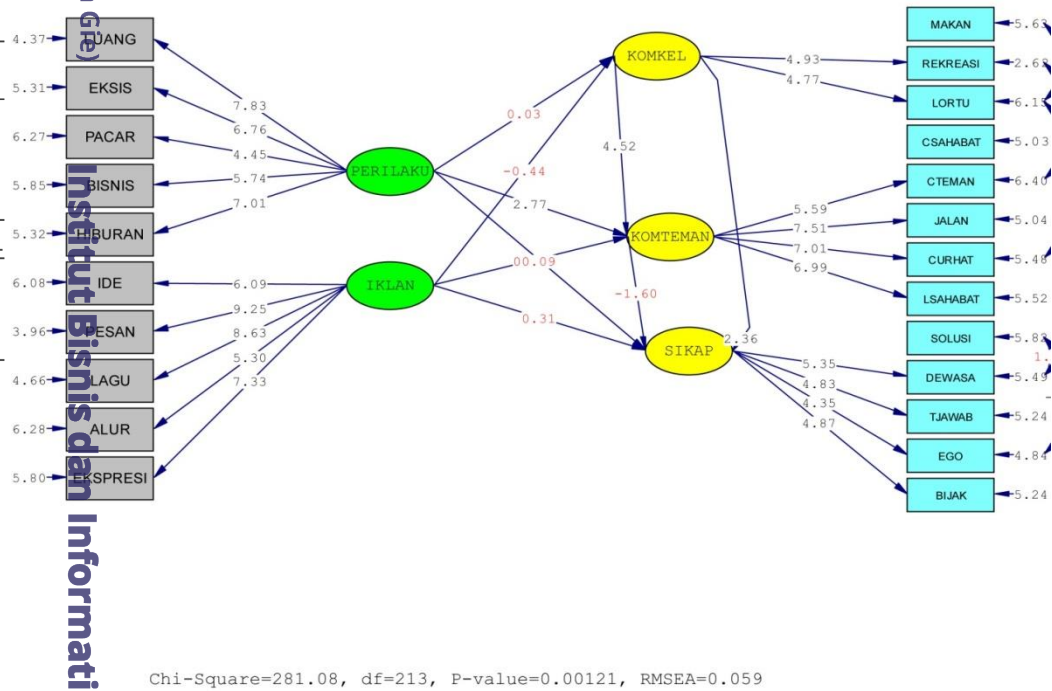 4.37
UANG
5.31
EKSIS
6.27
PACAR
5.85
BISNIS
5.32
HIBURAN
6.08
IDE
3.96
PESAN
4.66
LAGU
6.28
ALUR
5.80
EKSPRESI
Gie)
Institut Bisnis dan Informati
7.83
6.76
4.45
5.74
7.01
6.09
9.25
8.63
5.30
7.33
PERILAKU
IKLAN
0.03
-0.44
2.77
00.09
0.31
4.52
-1.60
2.36
KOMKEL
KOMTEMAN
SIKAP
4.93
4.77
5.59
7.51
7.01
6.99
5.35
4.83
4.35
4.87
MAKAN
5.63
REKREASI
2.68
LORTU
6.15
CSAHABAT
5.03
CTEMAN
6.40
JALAN
5.04
CURHAT
5.48
LSAHABAT
5.52
SOLUSI
5.82
1.
DEWASA
5.49
TJAWAB
5.24
EGO
4.84
BIJAK
5.24
Chi-Square=281.08, df=213, P-value=0.00121, RMSEA=0.059